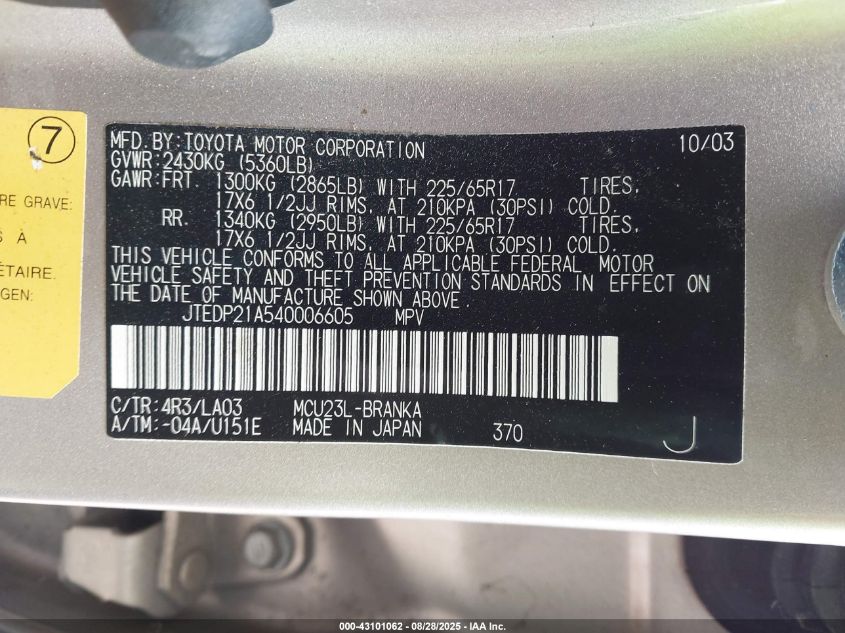 7
RE GRAVE:
S À
ÉTAIRE.
GEN:
MFD. BY: TOYOTA MOTOR CORPORATION 10/03
GVWR: 2430KG (5360LB)
GAWR: FRT. 1300KG (2865LB) WITH 225/65R17 TIRES,
17X6 1/2JJ RIMS, AT 210KPA (30PSI) COLD.
RR. 1340KG (2950LB) WITH 225/65R17 TIRES,
17X6 1/2JJ RIMS, AT 210KPA (30PSI) COLD.
THIS VEHICLE CONFORMS TO ALL APPLICABLE FEDERAL MOTOR
VEHICLE SAFETY AND THEFT PREVENTION STANDARDS IN EFFECT ON
THE DATE OF MANUFACTURE SHOWN ABOVE.
JTEDP21A540006605 MPV
C/TR: 4R3/LA03 MCU23L-BRANKA
A/TM: -04A/U151E MADE IN JAPAN 370 J
000-43101062 - 08/28/2025 - IAA Inc.